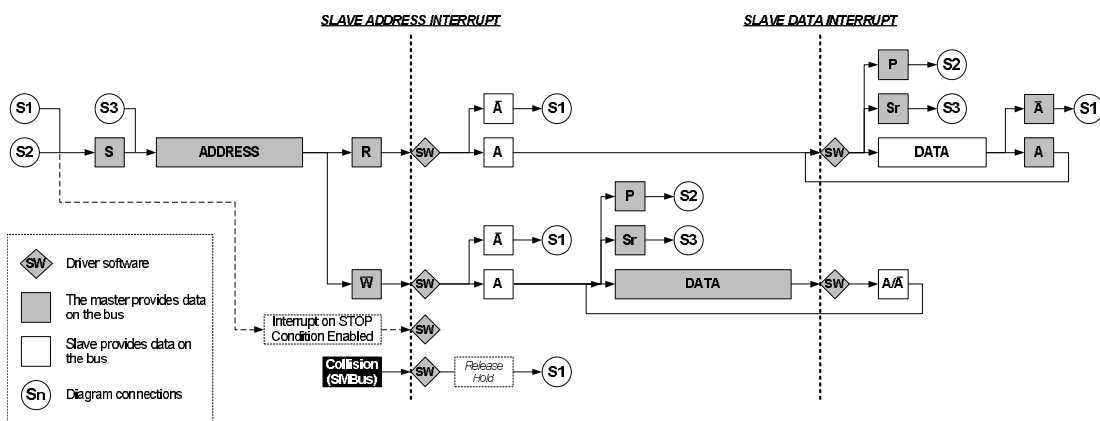 SLAVE ADDRESS INTERRUPT
SLAVE DATA INTERRUPT
P
S2
S1
S3
A̅
S1
Sr
S3
A̅
S1
S2
S
ADDRESS
R
SW
A
SW
DATA
A
P
S2
A̅
S1
Sr
S3
SW
Driver software
W̅
SW
A
DATA
SW
A/A̅
The master provides data
on the bus
Interrupt on STOP
Condition Enabled
SW
Slave provides data on
the bus
Collision
(SMBus)
SW
Release
Hold
S1
Sn
Diagram connections